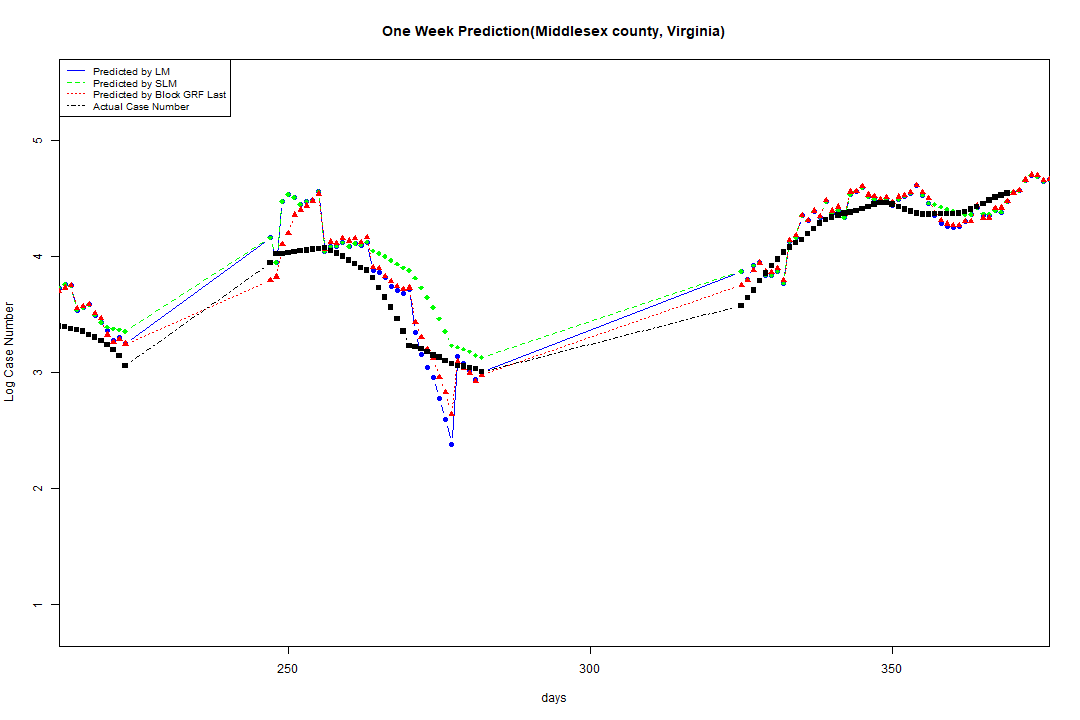 One Week Prediction(Middlesex county, Virginia)
Predicted by LM
Predicted by SLM
Predicted by Block GRF Last
Actual Case Number
5
4
3
2
1
Log Case Number
250 300 350
days